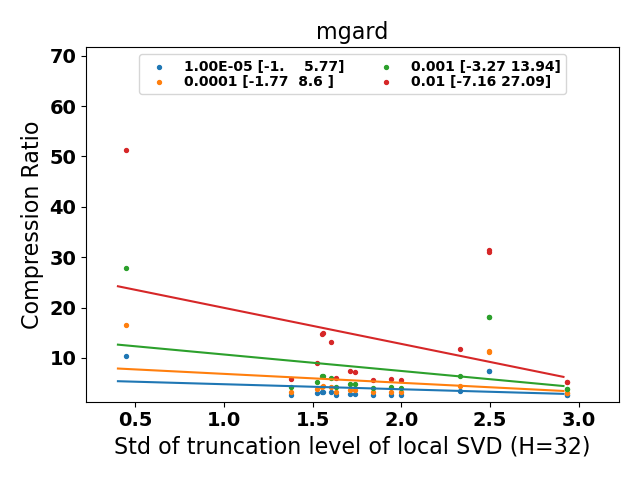 mgard
1.00E-05 [-1.    5.77]
0.0001 [-1.77  8.6 ]
0.001 [-3.27 13.94]
0.01 [-7.16 27.09]
Compression Ratio
70
60
50
40
30
20
10
0.5 1.0 1.5 2.0 2.5 3.0
Std of truncation level of local SVD (H=32)